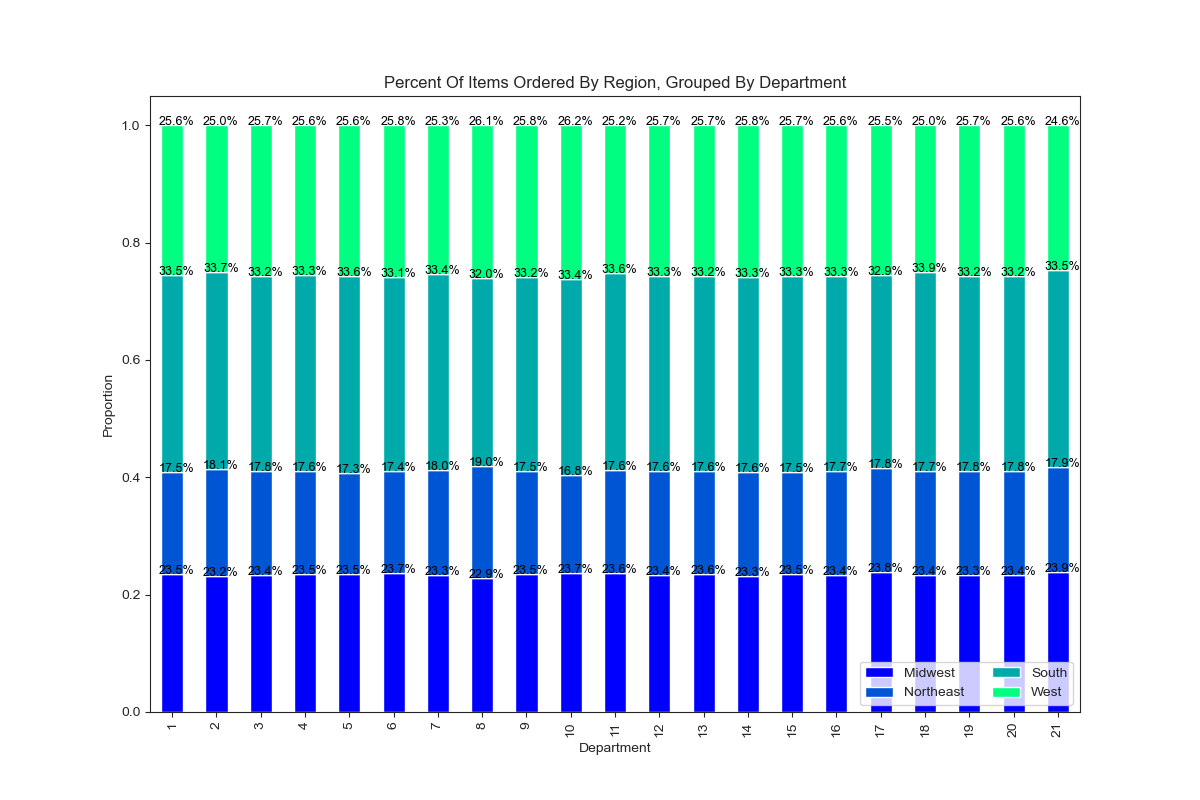 Percent Of Items Ordered By Region, Grouped By Department
25.6% 25.0% 25.7% 25.6% 25.6% 25.8% 25.3% 26.1% 25.8% 26.2% 25.2% 25.7% 25.7% 25.8% 25.7% 25.6% 25.5% 25.0% 25.7% 25.6% 24.6%
1.0
0.8
33.5% 33.7% 33.2% 33.3% 33.6% 33.1% 33.4% 32.0% 33.2% 33.4% 33.6% 33.3% 33.2% 33.3% 33.3% 33.3% 32.9% 33.9% 33.2% 33.2% 33.5%
0.6
Proportion
17.5% 18.1% 17.8% 17.6% 17.3% 17.4% 18.0% 19.0% 17.5% 16.8% 17.6% 17.6% 17.6% 17.6% 17.5% 17.7% 17.8% 17.7% 17.8% 17.8% 17.9%
0.4
23.5% 23.2% 23.4% 23.5% 23.5% 23.7% 23.3% 22.9% 23.5% 23.7% 23.6% 23.4% 23.6% 23.3% 23.5% 23.4% 23.8% 23.4% 23.3% 23.4% 23.9%
0.2
Midwest South
Northeast West
0.0
1 2 3 4 5 6 7 8 9 10 11 12 13 14 15 16 17 18 19 20 21
Department